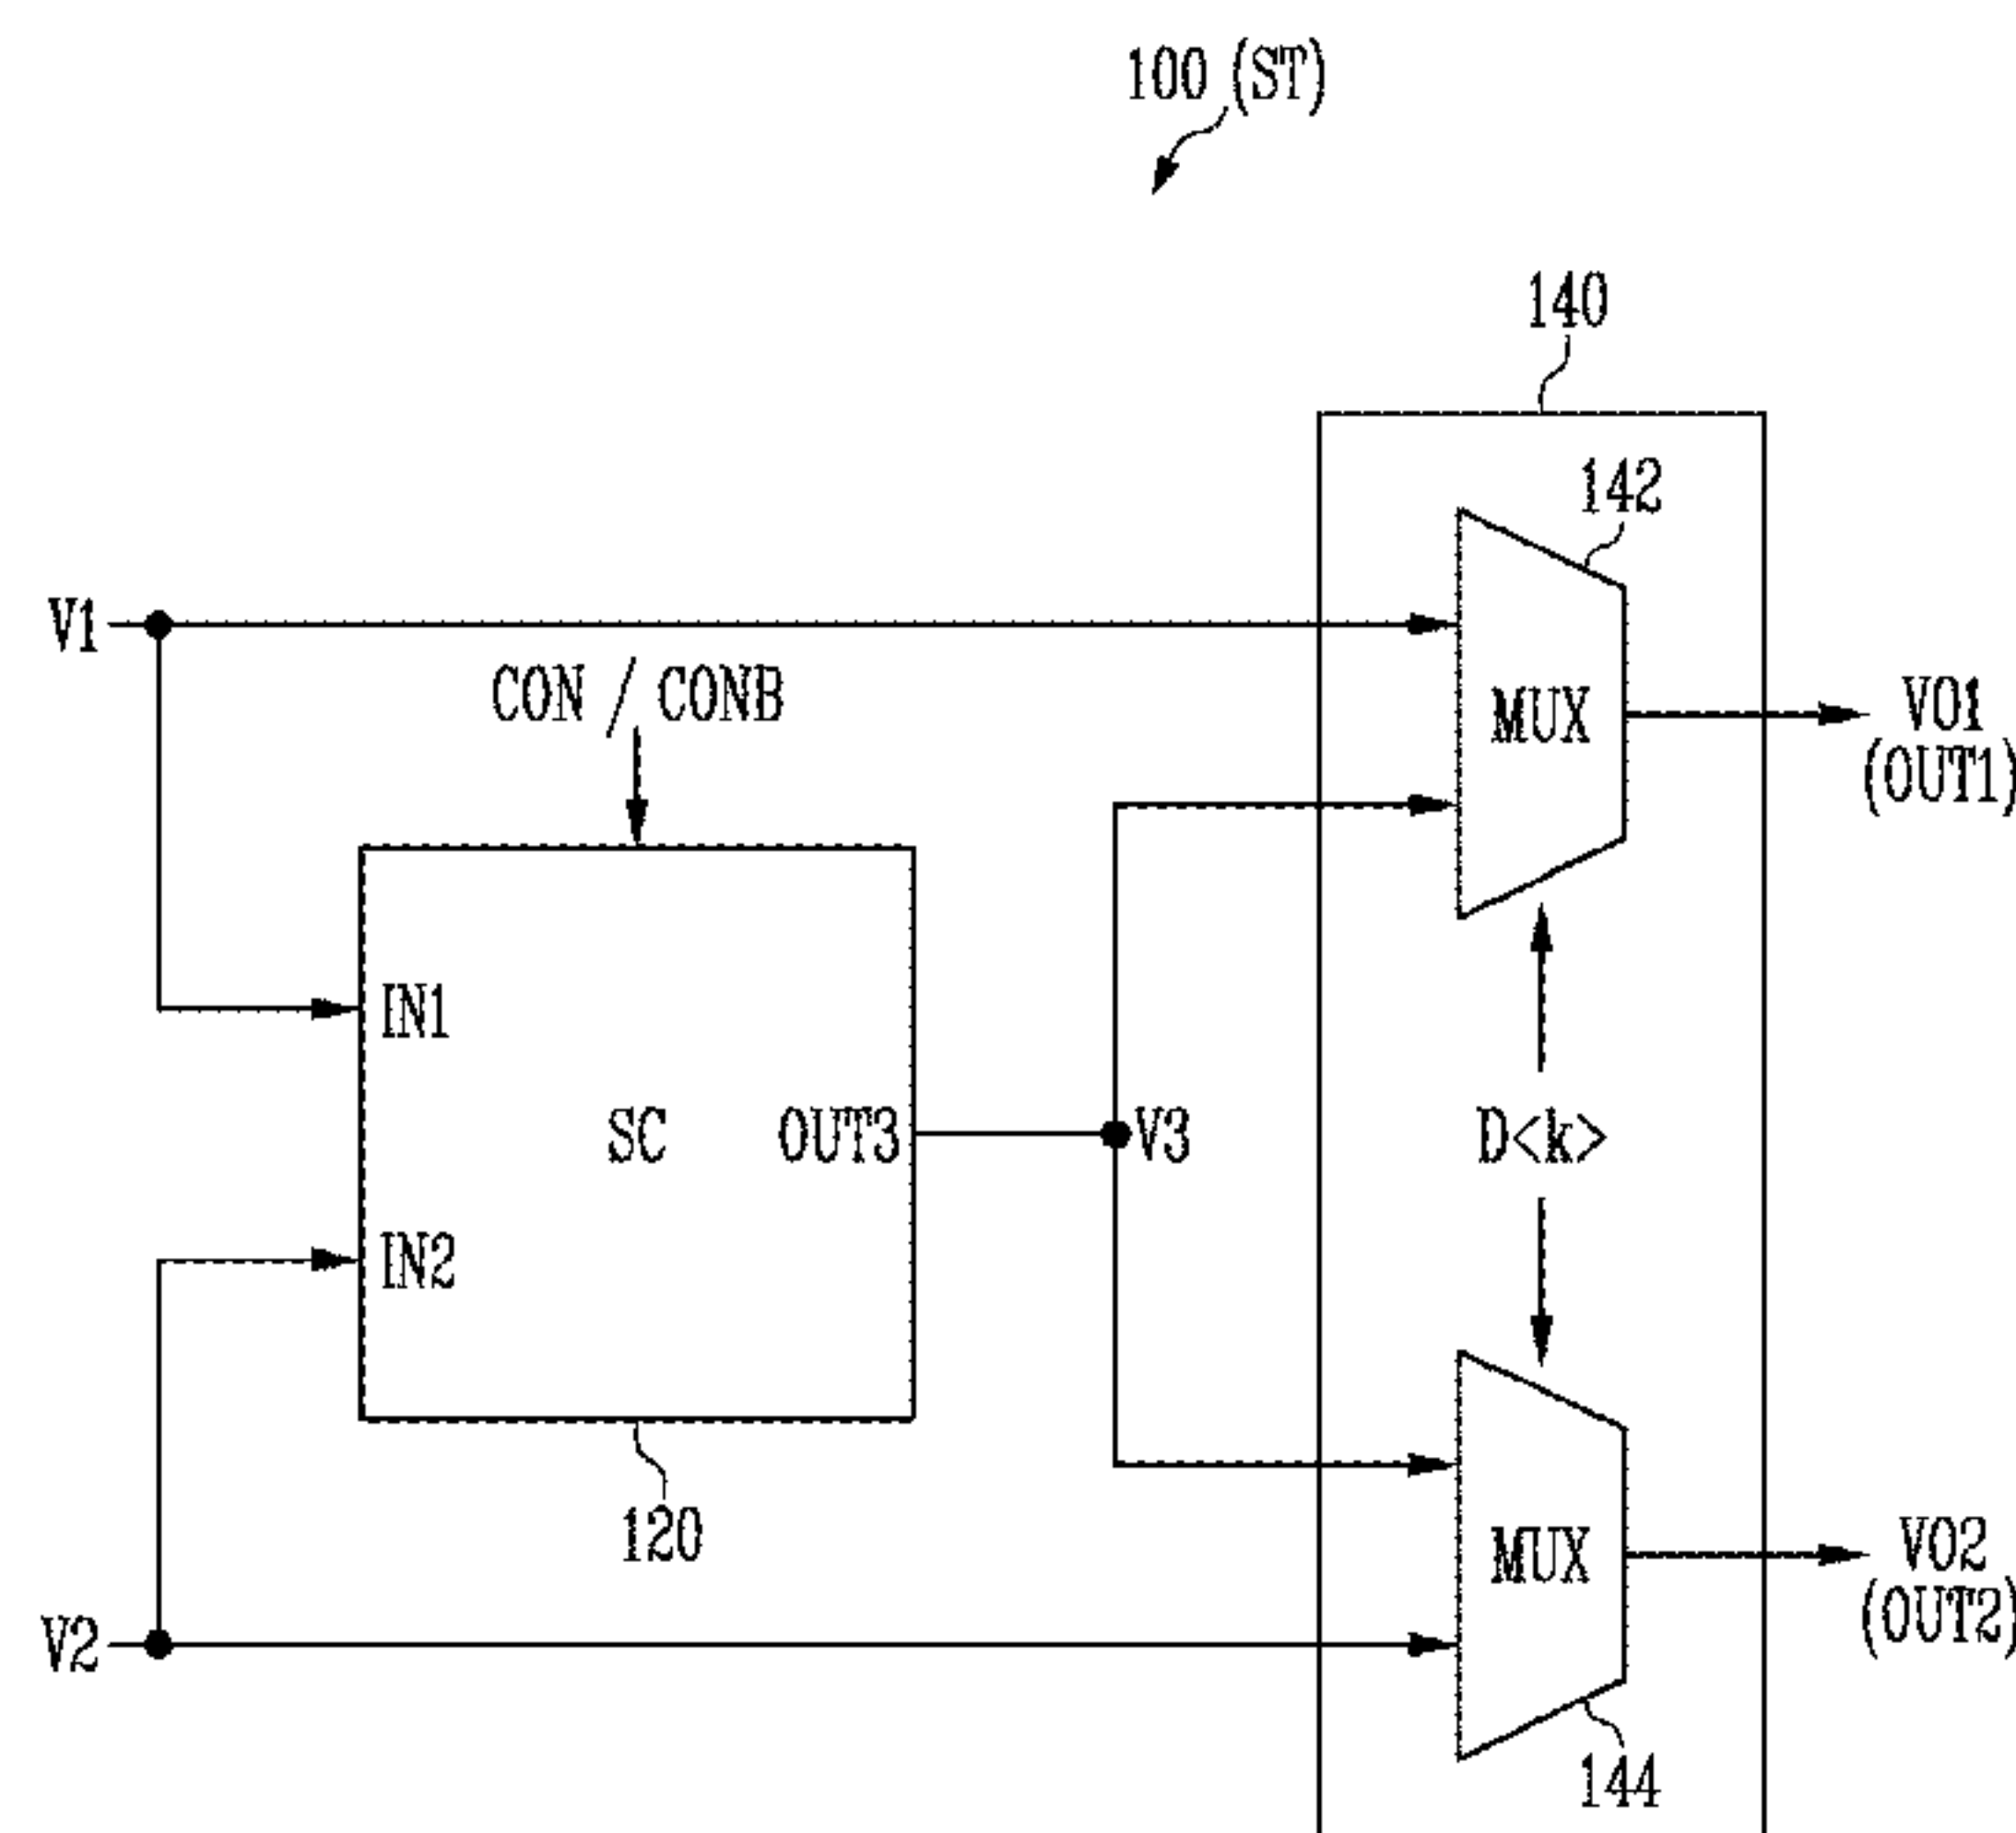 100 (ST)
140
142
V1
CON / CONB
MUX
VO1
(OUT1)
IN1
SC
OUT3
V3
D<k>
IN2
120
MUX
VO2
(OUT2)
V2
144